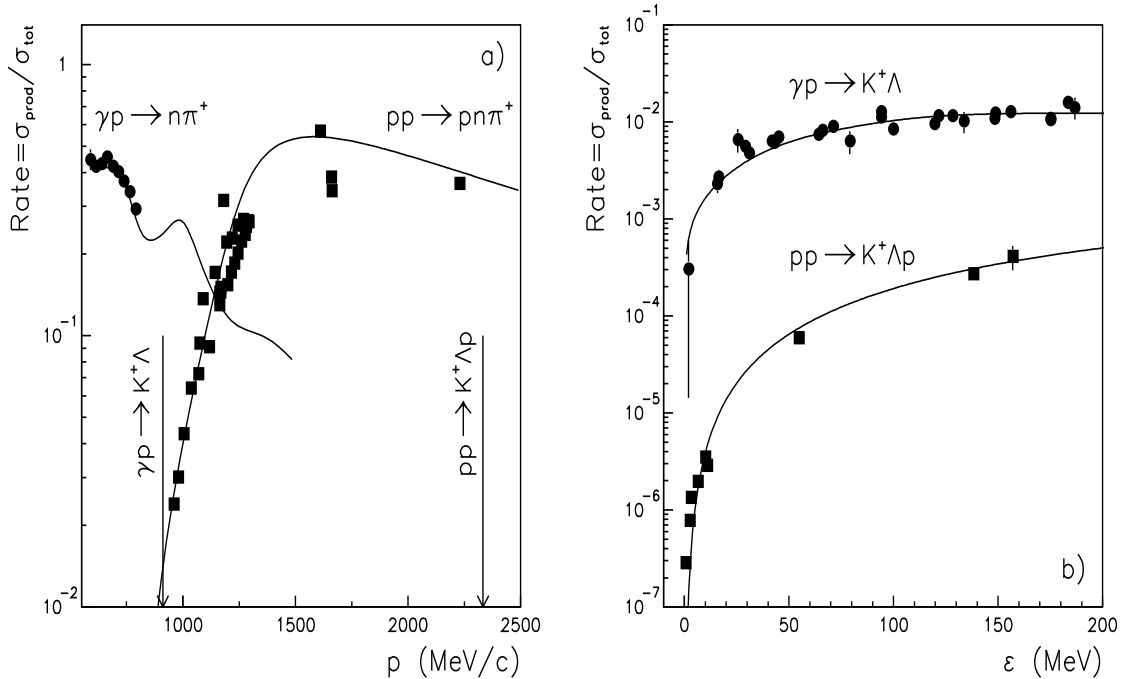 Rate=σprod/σtot
1
10⁻¹
10⁻²
a)
γp → nπ⁺
pp → pnπ⁺
γp → K⁺Λ
pp → K⁺Λp
1000
1500
2000
2500
p (MeV/c)
Rate=σprod/σtot
10⁻¹
10⁻²
10⁻³
10⁻⁴
10⁻⁵
10⁻⁶
10⁻⁷
γp → K⁺Λ
pp → K⁺Λp
b)
0
50
100
150
200
ε (MeV)